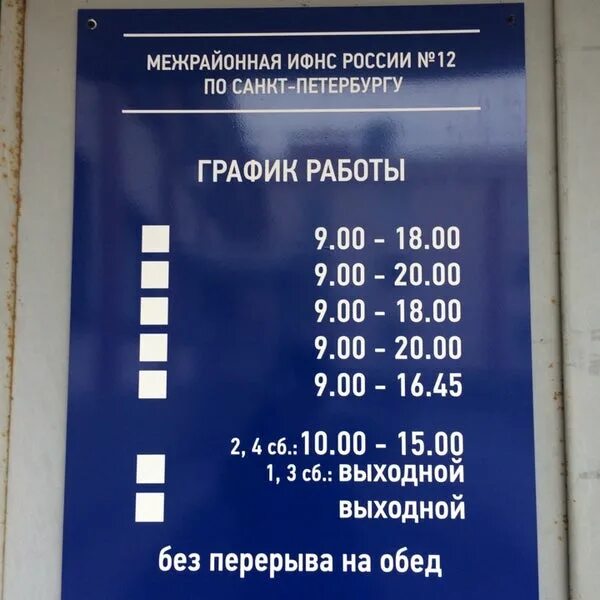 МЕЖРАЙОННАЯ ИФНС РОССИИ №12
ПО САНКТ-ПЕТЕРБУРГУ
ГРАФИК РАБОТЫ
9.00 - 18.00
9.00 - 20.00
9.00 - 18.00
9.00 - 20.00
9.00 - 16.45
2, 4 сб.: 10.00 - 15.00
1, 3 сб.: выходной
выходной
без перерыва на обед